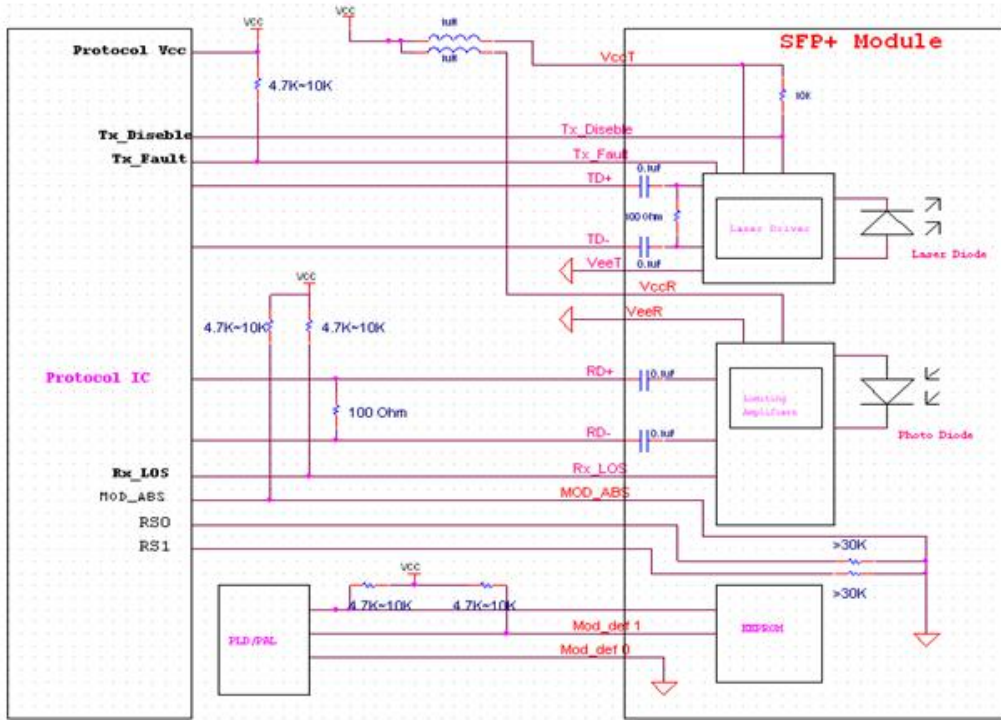 Vcc
Vcc
1uH
1uH
SFP+ Module
Protocol Vcc
VccT
4.7K~10K
10K
Tx_Diseble
Tx_Diseble
Tx_Fault
Tx_Fault
0.1uf
TD+
100 Ohm
Laser Driver
TD-
0.1uf
Laser Diode
VeeT
Vcc
VccR
VeeR
4.7K~10K
4.7K~10K
Protocol IC
RD+
0.1uf
Limiting
Amplifiers
100 Ohm
RD-
0.1uf
Photo Diode
Rx_LOS
Rx_LOS
MOD_ABS
MOD_ABS
RS0
RS1
>30K
>30K
Vcc
4.7K~10K
4.7K~10K
PLD/PAL
Mod_def 1
EEPROM
Mod_def 0